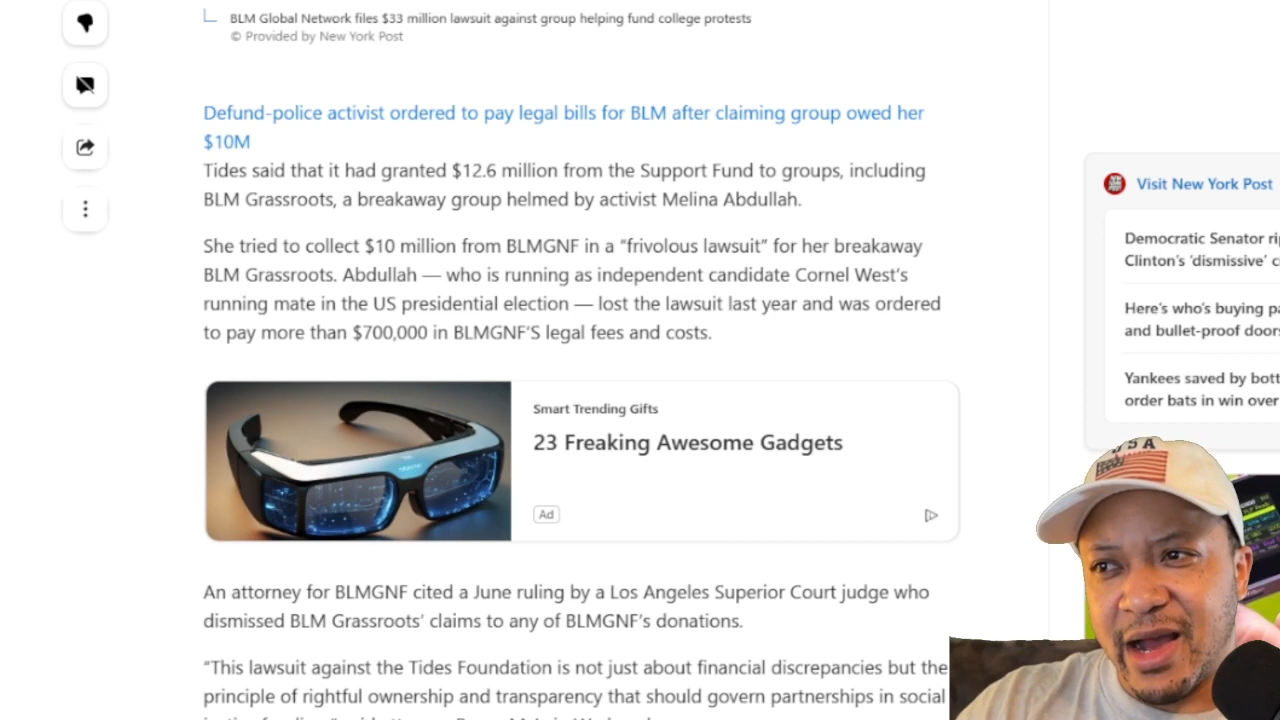 BLM Global Network files $33 million lawsuit against group helping fund college protests
© Provided by New York Post
Defund-police activist ordered to pay legal bills for BLM after claiming group owed her
$10M
Tides said that it had granted $12.6 million from the Support Fund to groups, including
BLM Grassroots, a breakaway group helmed by activist Melina Abdullah.
She tried to collect $10 million from BLMGNF in a “frivolous lawsuit” for her breakaway
BLM Grassroots. Abdullah — who is running as independent candidate Cornel West’s
running mate in the US presidential election — lost the lawsuit last year and was ordered
to pay more than $700,000 in BLMGNF’S legal fees and costs.
Smart Trending Gifts
23 Freaking Awesome Gadgets
Ad
An attorney for BLMGNF cited a June ruling by a Los Angeles Superior Court judge who
dismissed BLM Grassroots’ claims to any of BLMGNF’s donations.
“This lawsuit against the Tides Foundation is not just about financial discrepancies but the
principle of rightful ownership and transparency that should govern partnerships in social
Visit New York Post
Democratic Senator
Clinton’s ‘dismissive’
Here’s who’s buying
and bullet-proof
Yankees saved by
order bats in win over
USA